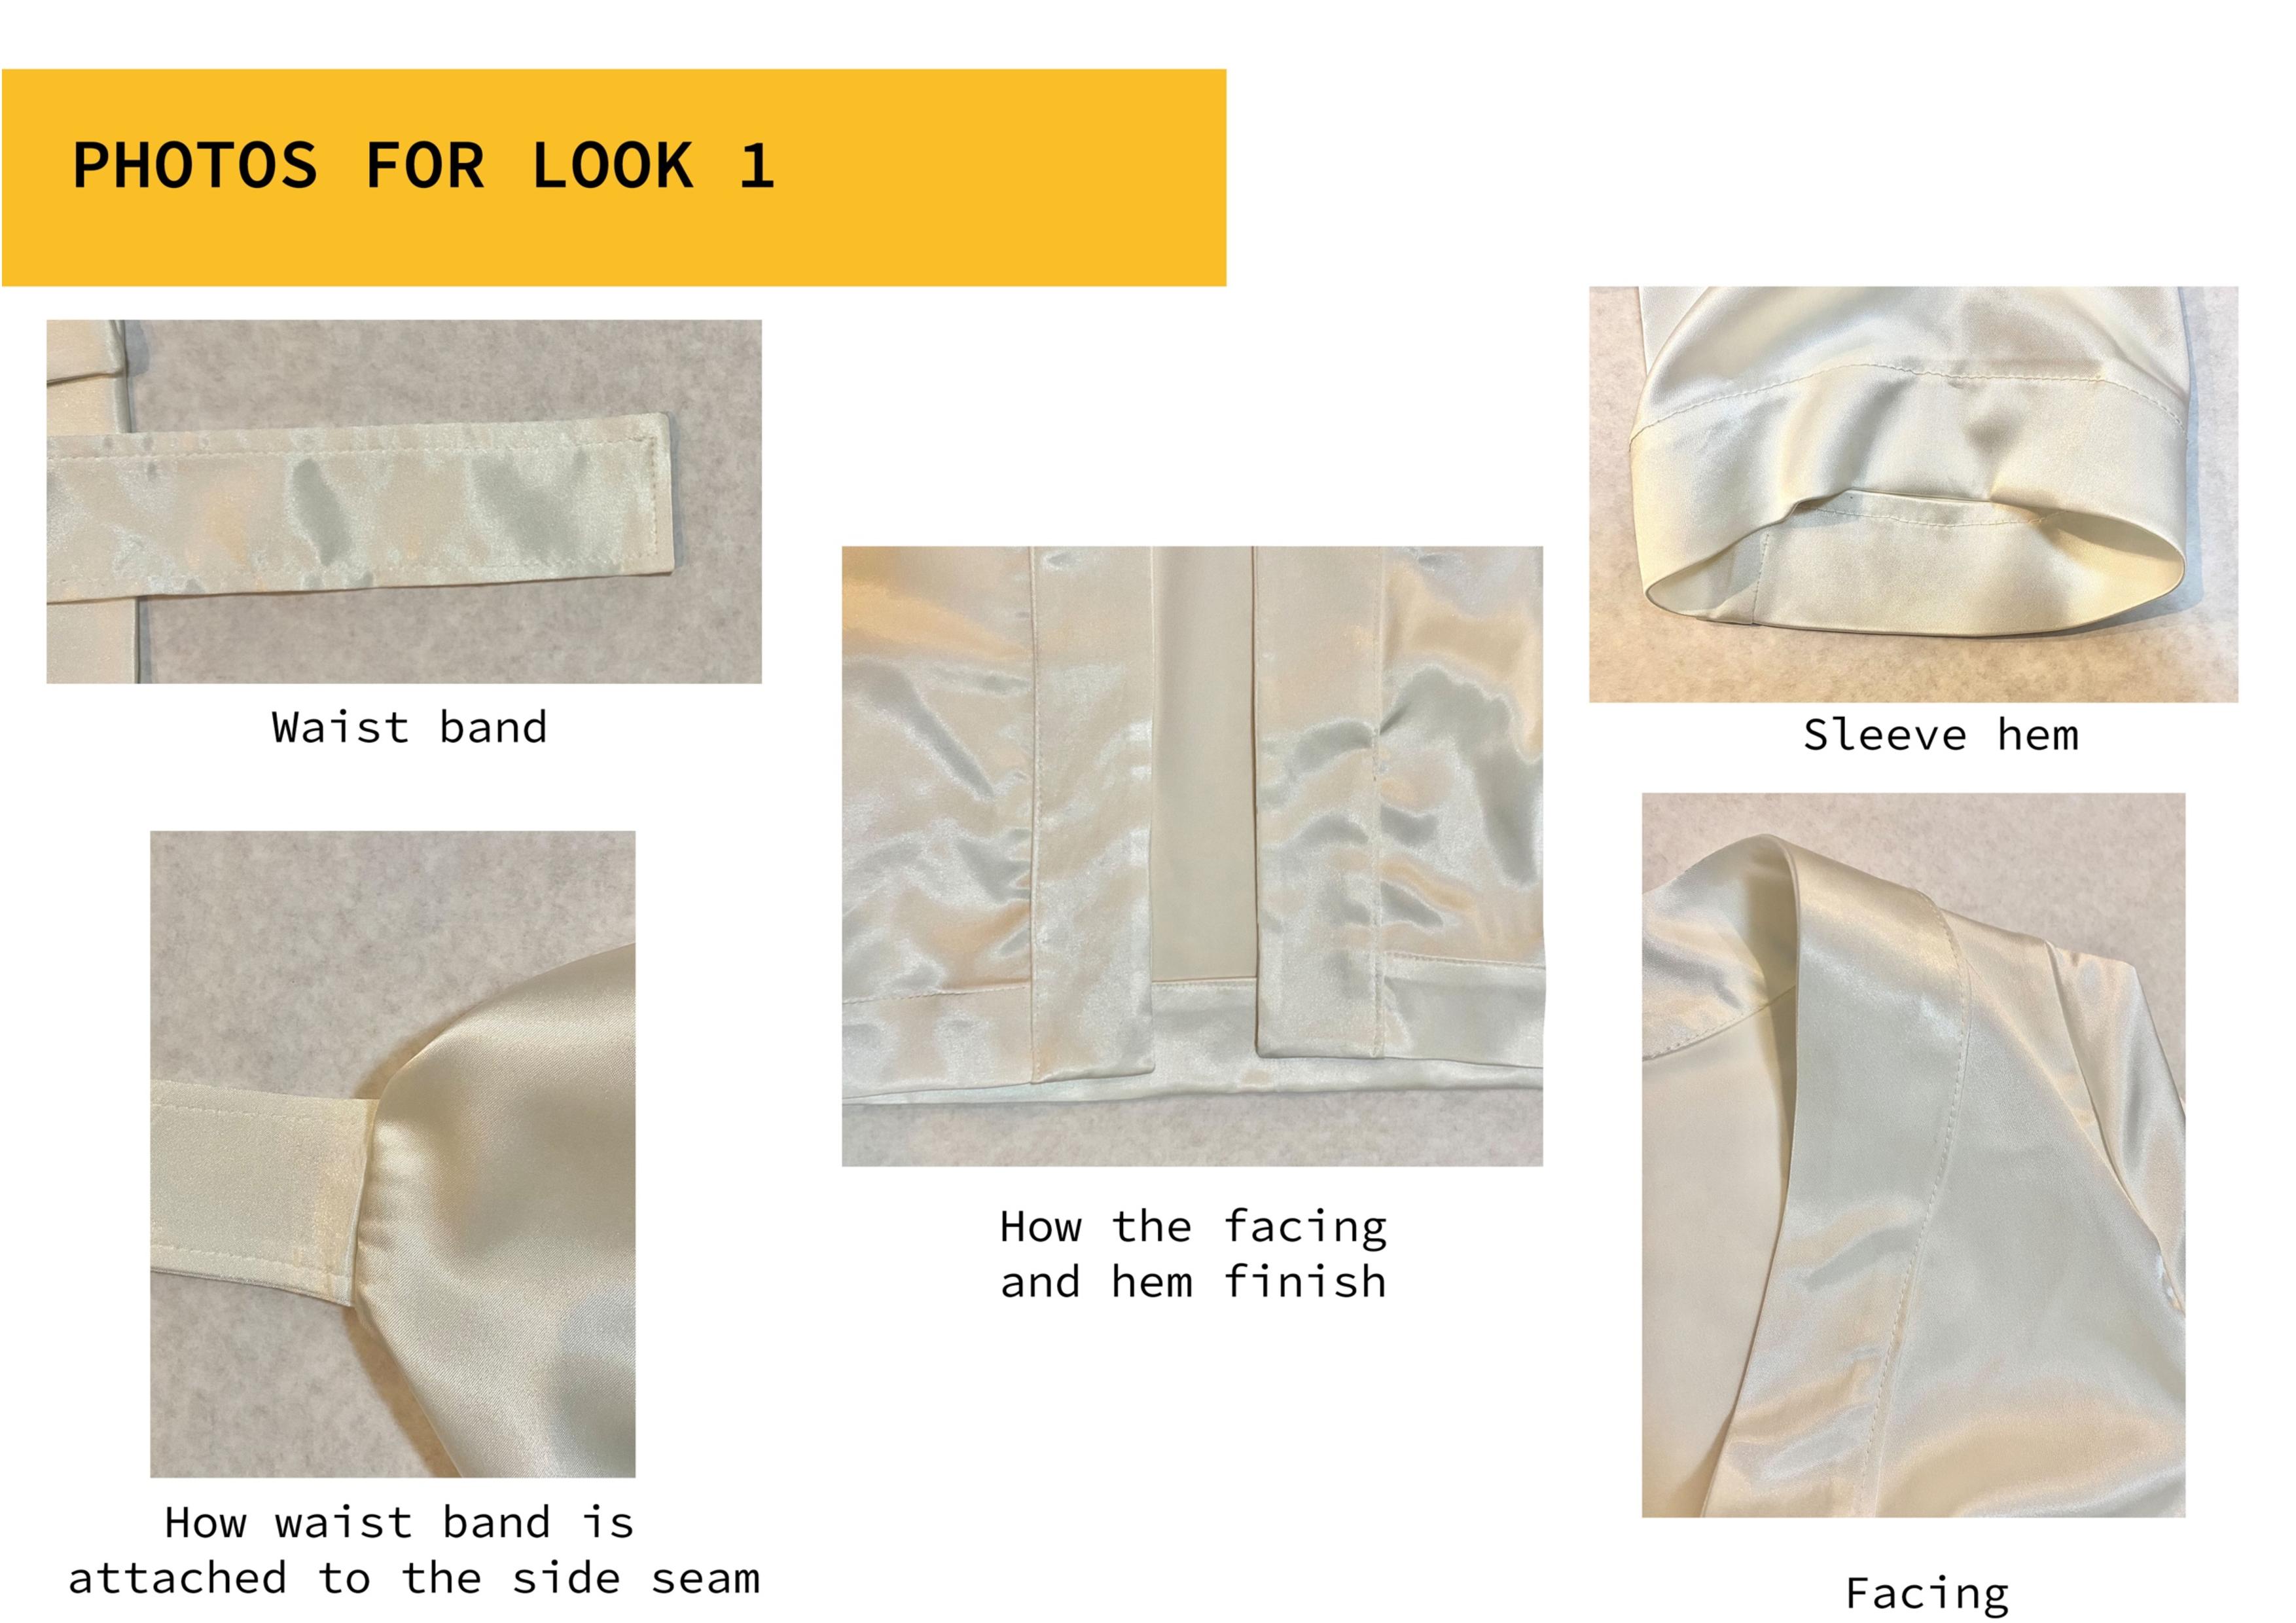 PHOTOS FOR LOOK 1
Waist band
Sleeve hem
How the facing
and hem finish
How waist band is
attached to the side seam
Facing